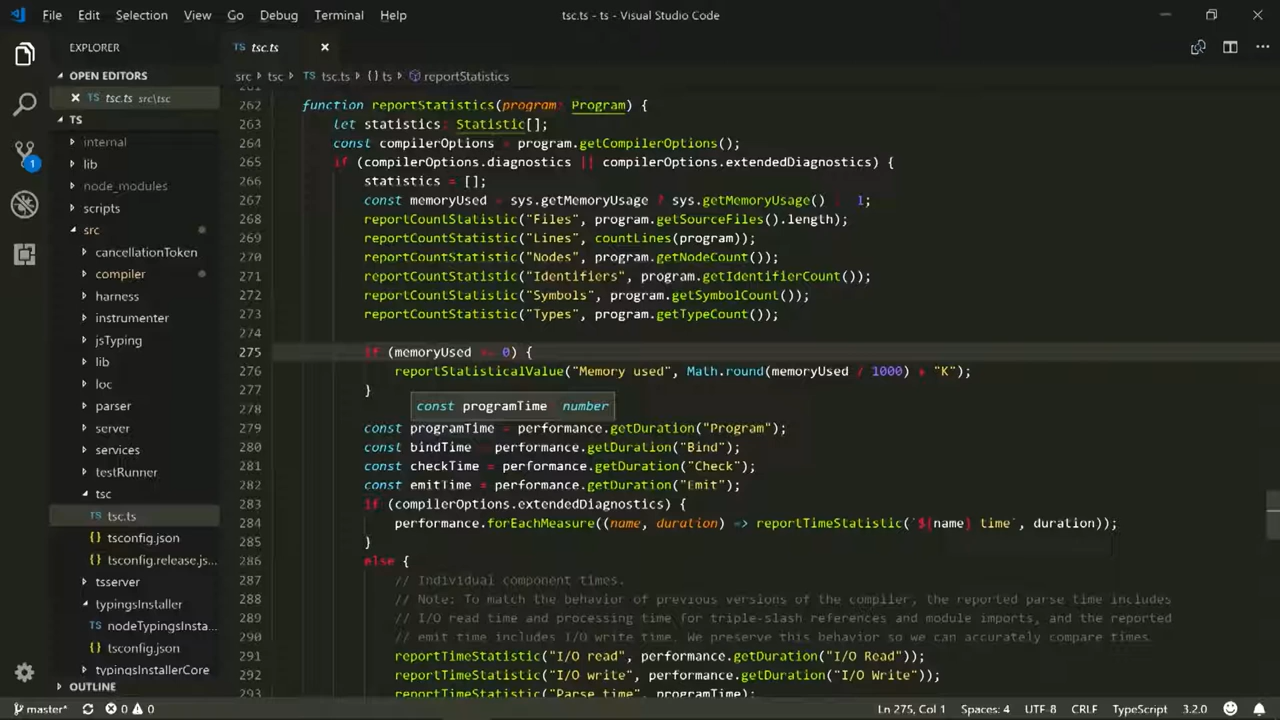 File Edit Selection View Go Debug Terminal Help
tsc.ts - ts - Visual Studio Code
EXPLORER
OPEN EDITORS
TS tsc.ts src\tsc
TS
internal
lib
node_modules
scripts
src
cancellationToken
compiler
harness
instrumenter
jsTyping
lib
loc
parser
server
services
testRunner
tsc
TS tsc.ts
{} tsconfig.json
{} tsconfig.release.js...
tsserver
typingsInstaller
TS nodeTypingsInsta...
{} tsconfig.json
typingsInstallerCore
OUTLINE
1
TS tsc.ts
src > tsc > TS tsc.ts > {} ts > reportStatistics
261
262 function reportStatistics(program: Program) {
263 let statistics: Statistic[];
264 const compilerOptions = program.getCompilerOptions();
265 if (compilerOptions.diagnostics || compilerOptions.extendedDiagnostics) {
266 statistics = [];
267 const memoryUsed = sys.getMemoryUsage ? sys.getMemoryUsage() : 1;
268 reportCountStatistic("Files", program.getSourceFiles().length);
269 reportCountStatistic("Lines", countLines(program));
270 reportCountStatistic("Nodes", program.getNodeCount());
271 reportCountStatistic("Identifiers", program.getIdentifierCount());
272 reportCountStatistic("Symbols", program.getSymbolCount());
273 reportCountStatistic("Types", program.getTypeCount());
274
275 if (memoryUsed >= 0) {
276 reportStatisticalValue("Memory used", Math.round(memoryUsed / 1000) + "K");
277 }
const programTime number
278
279 const programTime = performance.getDuration("Program");
280 const bindTime = performance.getDuration("Bind");
281 const checkTime = performance.getDuration("Check");
282 const emitTime = performance.getDuration("Emit");
283 if (compilerOptions.extendedDiagnostics) {
284 performance.forEachMeasure((name, duration) => reportTimeStatistic(`${name} time`, duration));
285 }
286 else {
287 // Individual component times.
288 // Note: To match the behavior of previous versions of the compiler, the reported parse time includes
289 // I/O read time and processing time for triple-slash references and module imports, and the reported
290 // emit time includes I/O write time. We preserve this behavior so we can accurately compare times
291 reportTimeStatistic("I/O read", performance.getDuration("I/O Read"));
292 reportTimeStatistic("I/O write", performance.getDuration("I/O Write"));
293 reportTimeStatistic("Parse time", programTime);
master* 0 0
Ln 275, Col 1 Spaces: 4 UTF-8 CRLF TypeScript 3.2.0